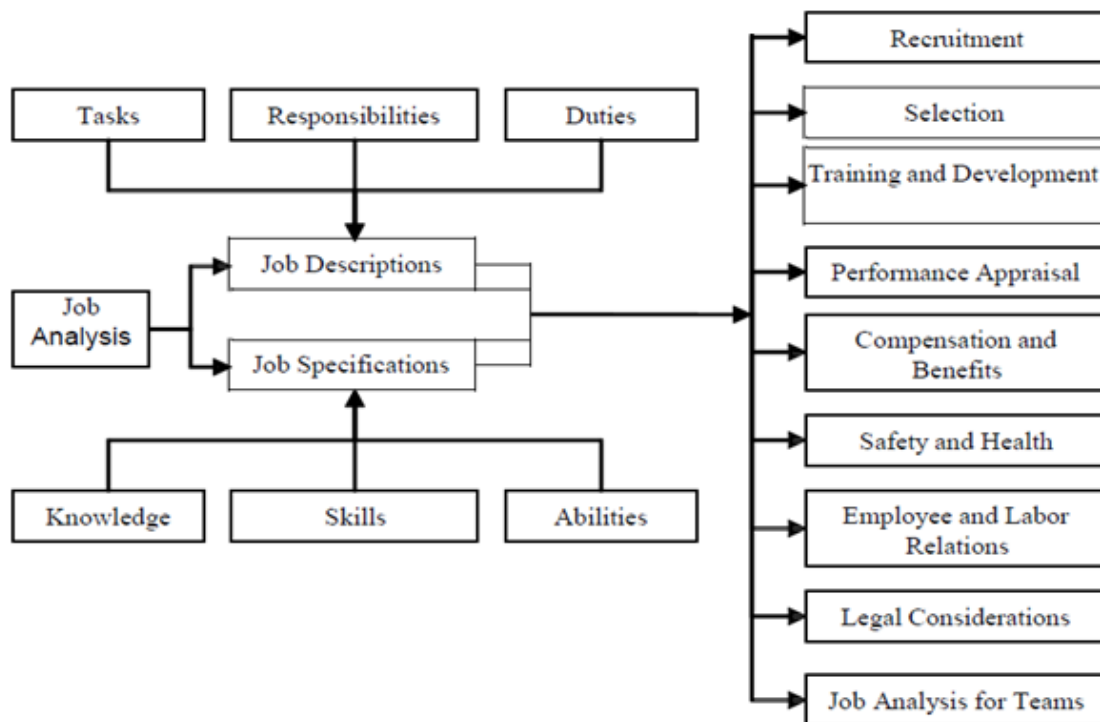 Recruitment
Tasks
Responsibilities
Duties
Selection
Training and Development
Job Descriptions
Performance Appraisal
Job
Analysis
Compensation and
Benefits
Job Specifications
Safety and Health
Knowledge
Skills
Abilities
Employee and Labor
Relations
Legal Considerations
Job Analysis for Teams